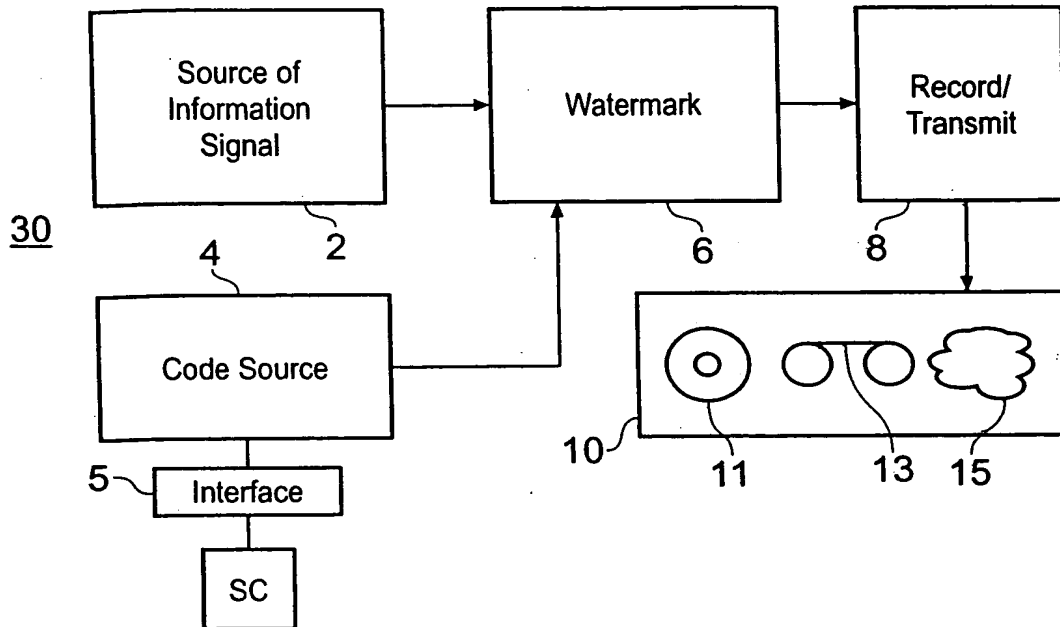 Source of
Information
Signal
Watermark
Record/
Transmit
30
2
6
8
4
Code Source
10
11
13
15
5
Interface
SC